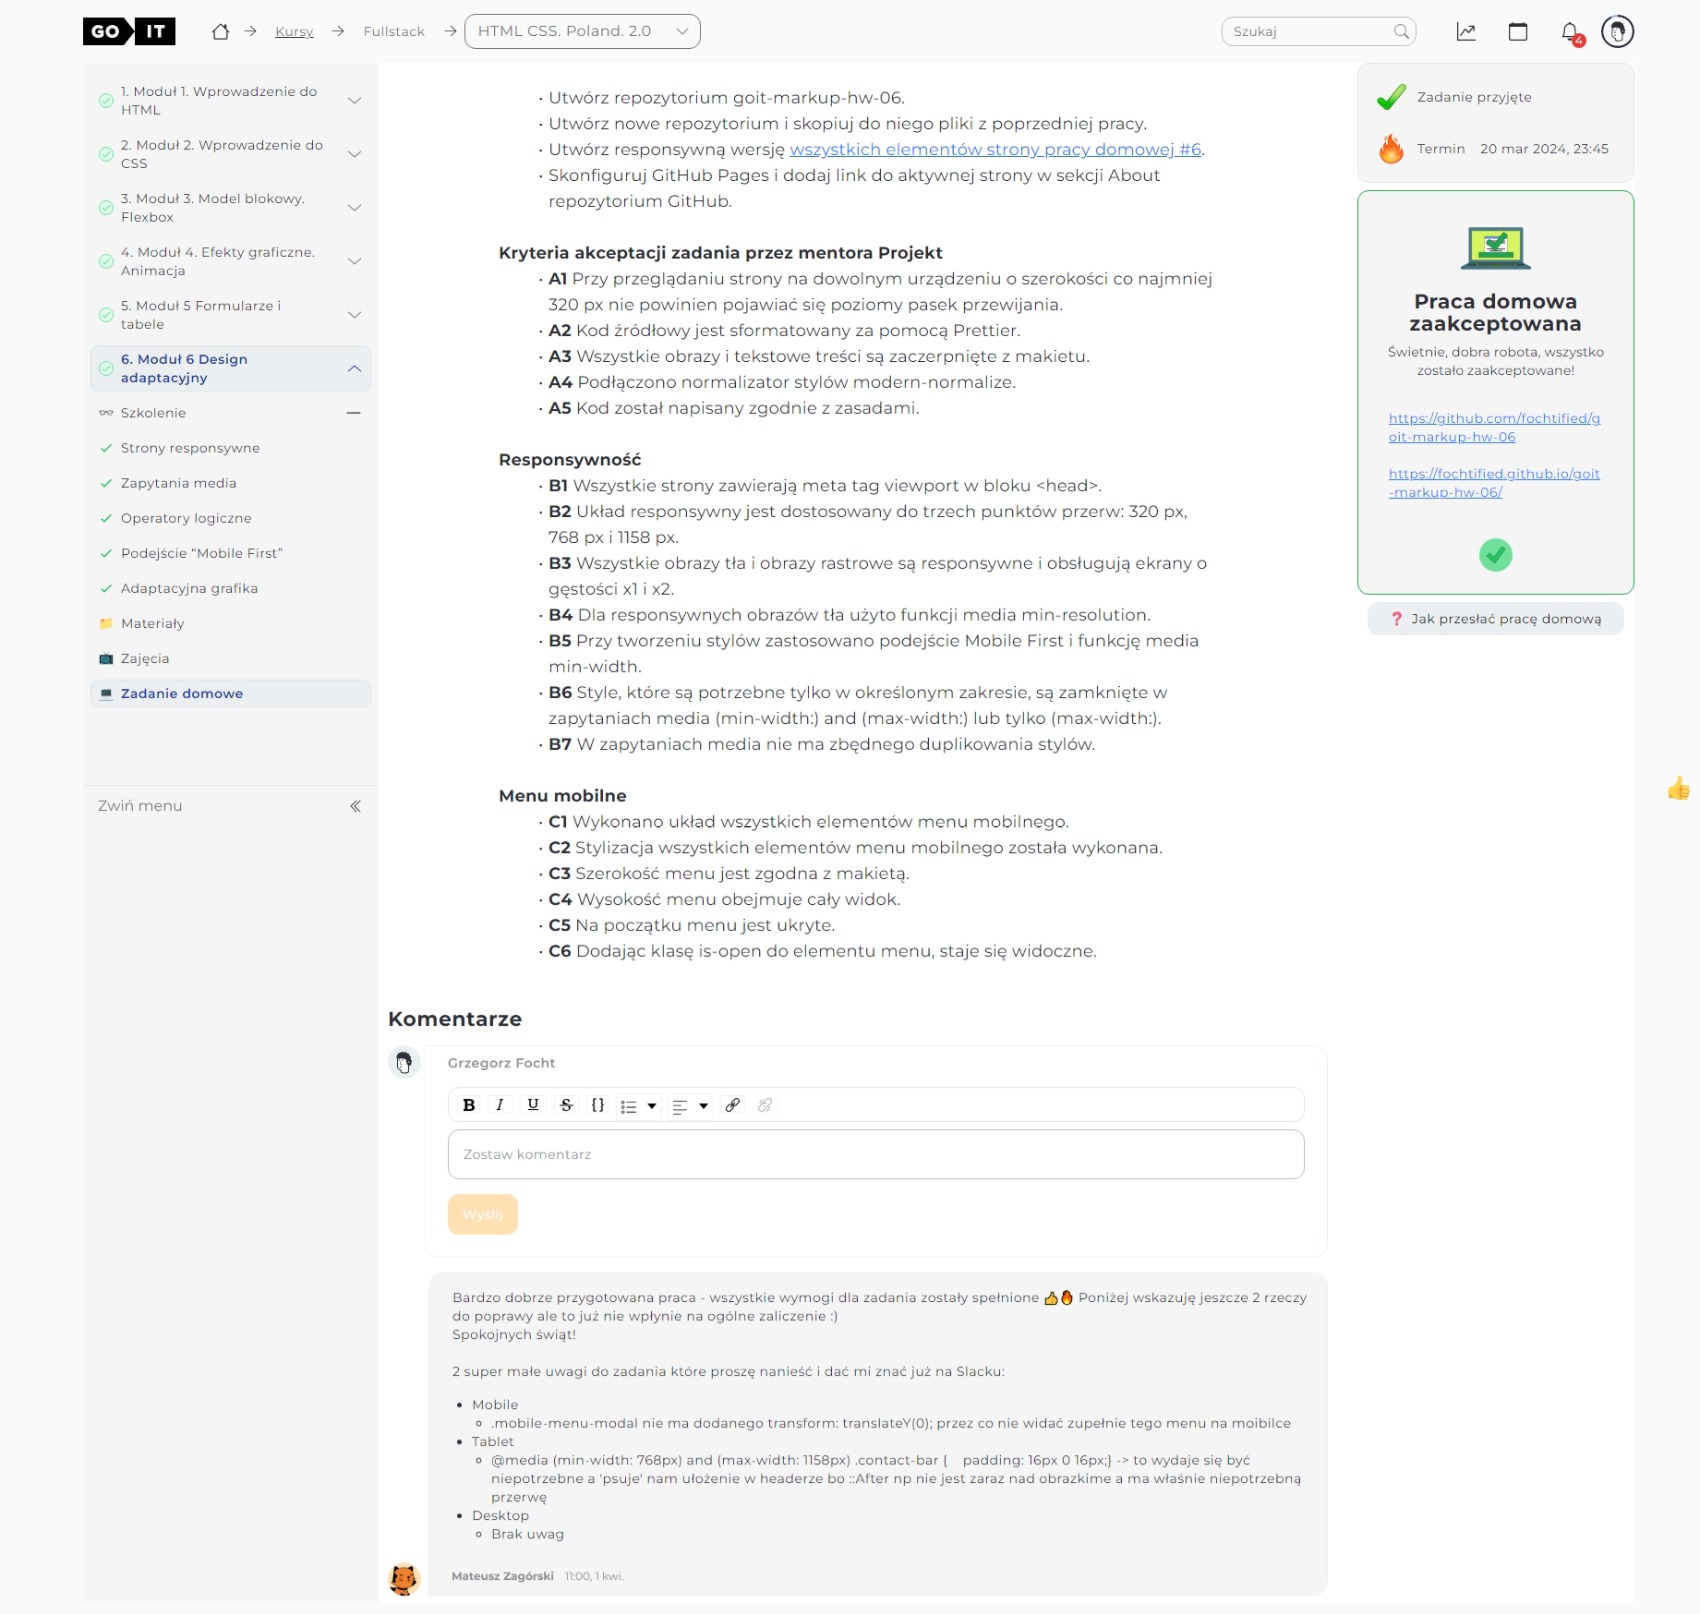 GO IT
Kursy
Fullstack
HTML CSS. Poland. 2.0
Szukaj
4
1. Moduł 1. Wprowadzenie do
HTML
2. Moduł 2. Wprowadzenie do
CSS
3. Moduł 3. Model blokowy.
Flexbox
4. Moduł 4. Efekty graficzne.
Animacja
5. Moduł 5 Formularze i
tabele
6. Moduł 6 Design
adaptacyjny
Szkolenie
Strony responsywne
Zapytania media
Operatory logiczne
Podejście “Mobile First”
Adaptacyjna grafika
Materiały
Zajęcia
Zadanie domowe
Zwiń menu
• Utwórz repozytorium goit-markup-hw-06.
• Utwórz nowe repozytorium i skopiuj do niego pliki z poprzedniej pracy.
• Utwórz responsywną wersję wszystkich elementów strony pracy domowej #6.
• Skonfiguruj GitHub Pages i dodaj link do aktywnej strony w sekcji About
repozytorium GitHub.
Kryteria akceptacji zadania przez mentora Projekt
• A1 Przy przeglądaniu strony na dowolnym urządzeniu o szerokości co najmniej
320 px nie powinien pojawiać się poziomy pasek przewijania.
• A2 Kod źródłowy jest sformatowany za pomocą Prettier.
• A3 Wszystkie obrazy i tekstowe treści są zaczerpnięte z makietu.
• A4 Podłączono normalizator stylów modern-normalize.
• A5 Kod został napisany zgodnie z zasadami.
Responsywność
• B1 Wszystkie strony zawierają meta tag viewport w bloku <head>.
• B2 Układ responsywny jest dostosowany do trzech punktów przerw: 320 px,
768 px i 1158 px.
• B3 Wszystkie obrazy tła i obrazy rastrowe są responsywne i obsługują ekrany o
gęstości x1 i x2.
• B4 Dla responsywnych obrazów tła użyto funkcji media min-resolution.
• B5 Przy tworzeniu stylów zastosowano podejście Mobile First i funkcję media
min-width.
• B6 Style, które są potrzebne tylko w określonym zakresie, są zamknięte w
zapytaniach media (min-width:) and (max-width:) lub tylko (max-width:).
• B7 W zapytaniach media nie ma zbędnego duplikowania stylów.
Menu mobilne
• C1 Wykonano układ wszystkich elementów menu mobilnego.
• C2 Stylizacja wszystkich elementów menu mobilnego została wykonana.
• C3 Szerokość menu jest zgodna z makietą.
• C4 Wysokość menu obejmuje cały widok.
• C5 Na początku menu jest ukryte.
• C6 Dodając klasę is-open do elementu menu, staje się widoczne.
Zadanie przyjęte
Termin 20 mar 2024, 23:45
Praca domowa
zaakceptowana
Świetnie, dobra robota, wszystko
zostało zaakceptowane!
https://github.com/fochtified/g
oit-markup-hw-06
https://fochtified.github.io/goit
-markup-hw-06/
Jak przesłać pracę domową
Komentarze
Grzegorz Focht
B I U S {}
Zostaw komentarz
Wyślij
Bardzo dobrze przygotowana praca - wszystkie wymogi dla zadania zostały spełnione 👍🔥 Poniżej wskazuję jeszcze 2 rzeczy
do poprawy ale to już nie wpłynie na ogólne zaliczenie :)
Spokojnych świąt!
2 super małe uwagi do zadania które proszę nanieść i dać mi znać już na Slacku:
• Mobile
◦ .mobile-menu-modal nie ma dodanego transform: translateY(0); przez co nie widać zupełnie tego menu na moibilce
• Tablet
◦ @media (min-width: 768px) and (max-width: 1158px) .contact-bar { padding: 16px 0 16px;} -> to wydaje się być
niepotrzebne a 'psuje' nam ułożenie w headerze bo ::After np nie jest zaraz nad obrazkime a ma właśnie niepotrzebną
przerwę
• Desktop
◦ Brak uwag
Mateusz Zagórski 11:00, 1 kwi.